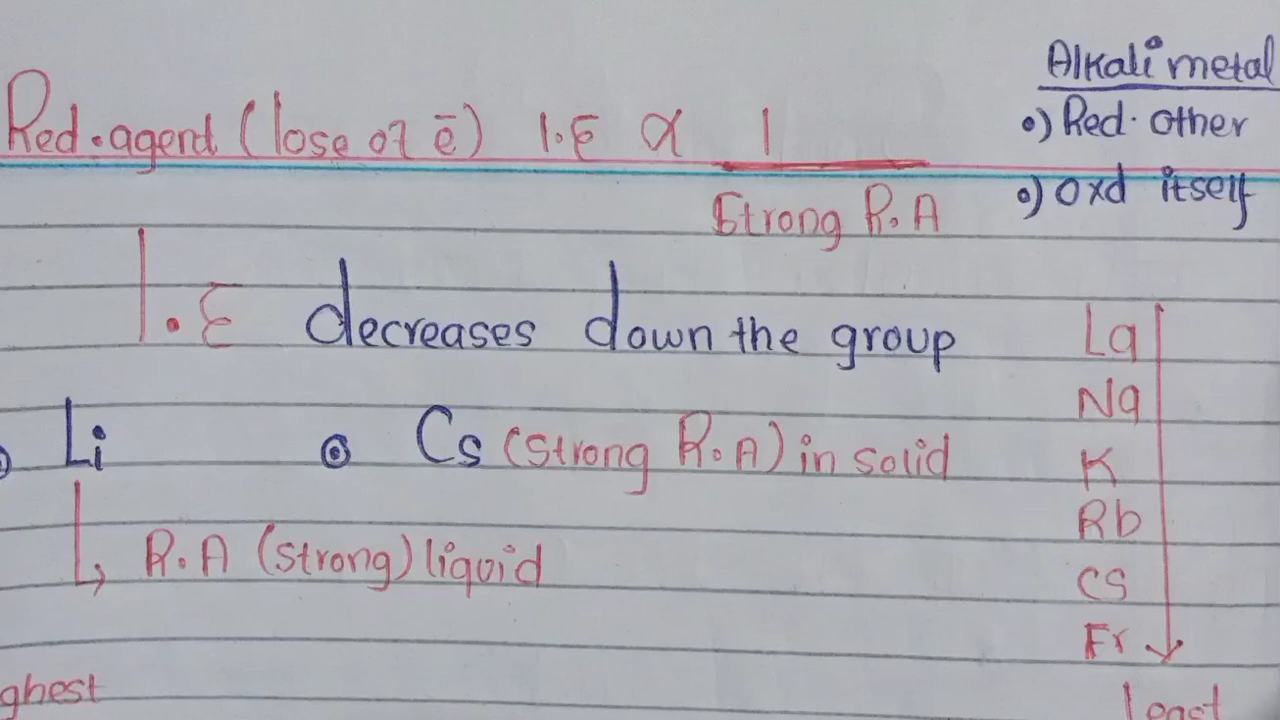 Alkali metal
Red. agent (lose of ē) I.E ∝ 1
Strong R.A
•) Red. other
•) Oxd itself
I.E decreases down the group
La
Na
Li
Cs (Strong R.A) in solid
K
Rb
R.A (strong) liquid
Cs
Fr
ghest
Least